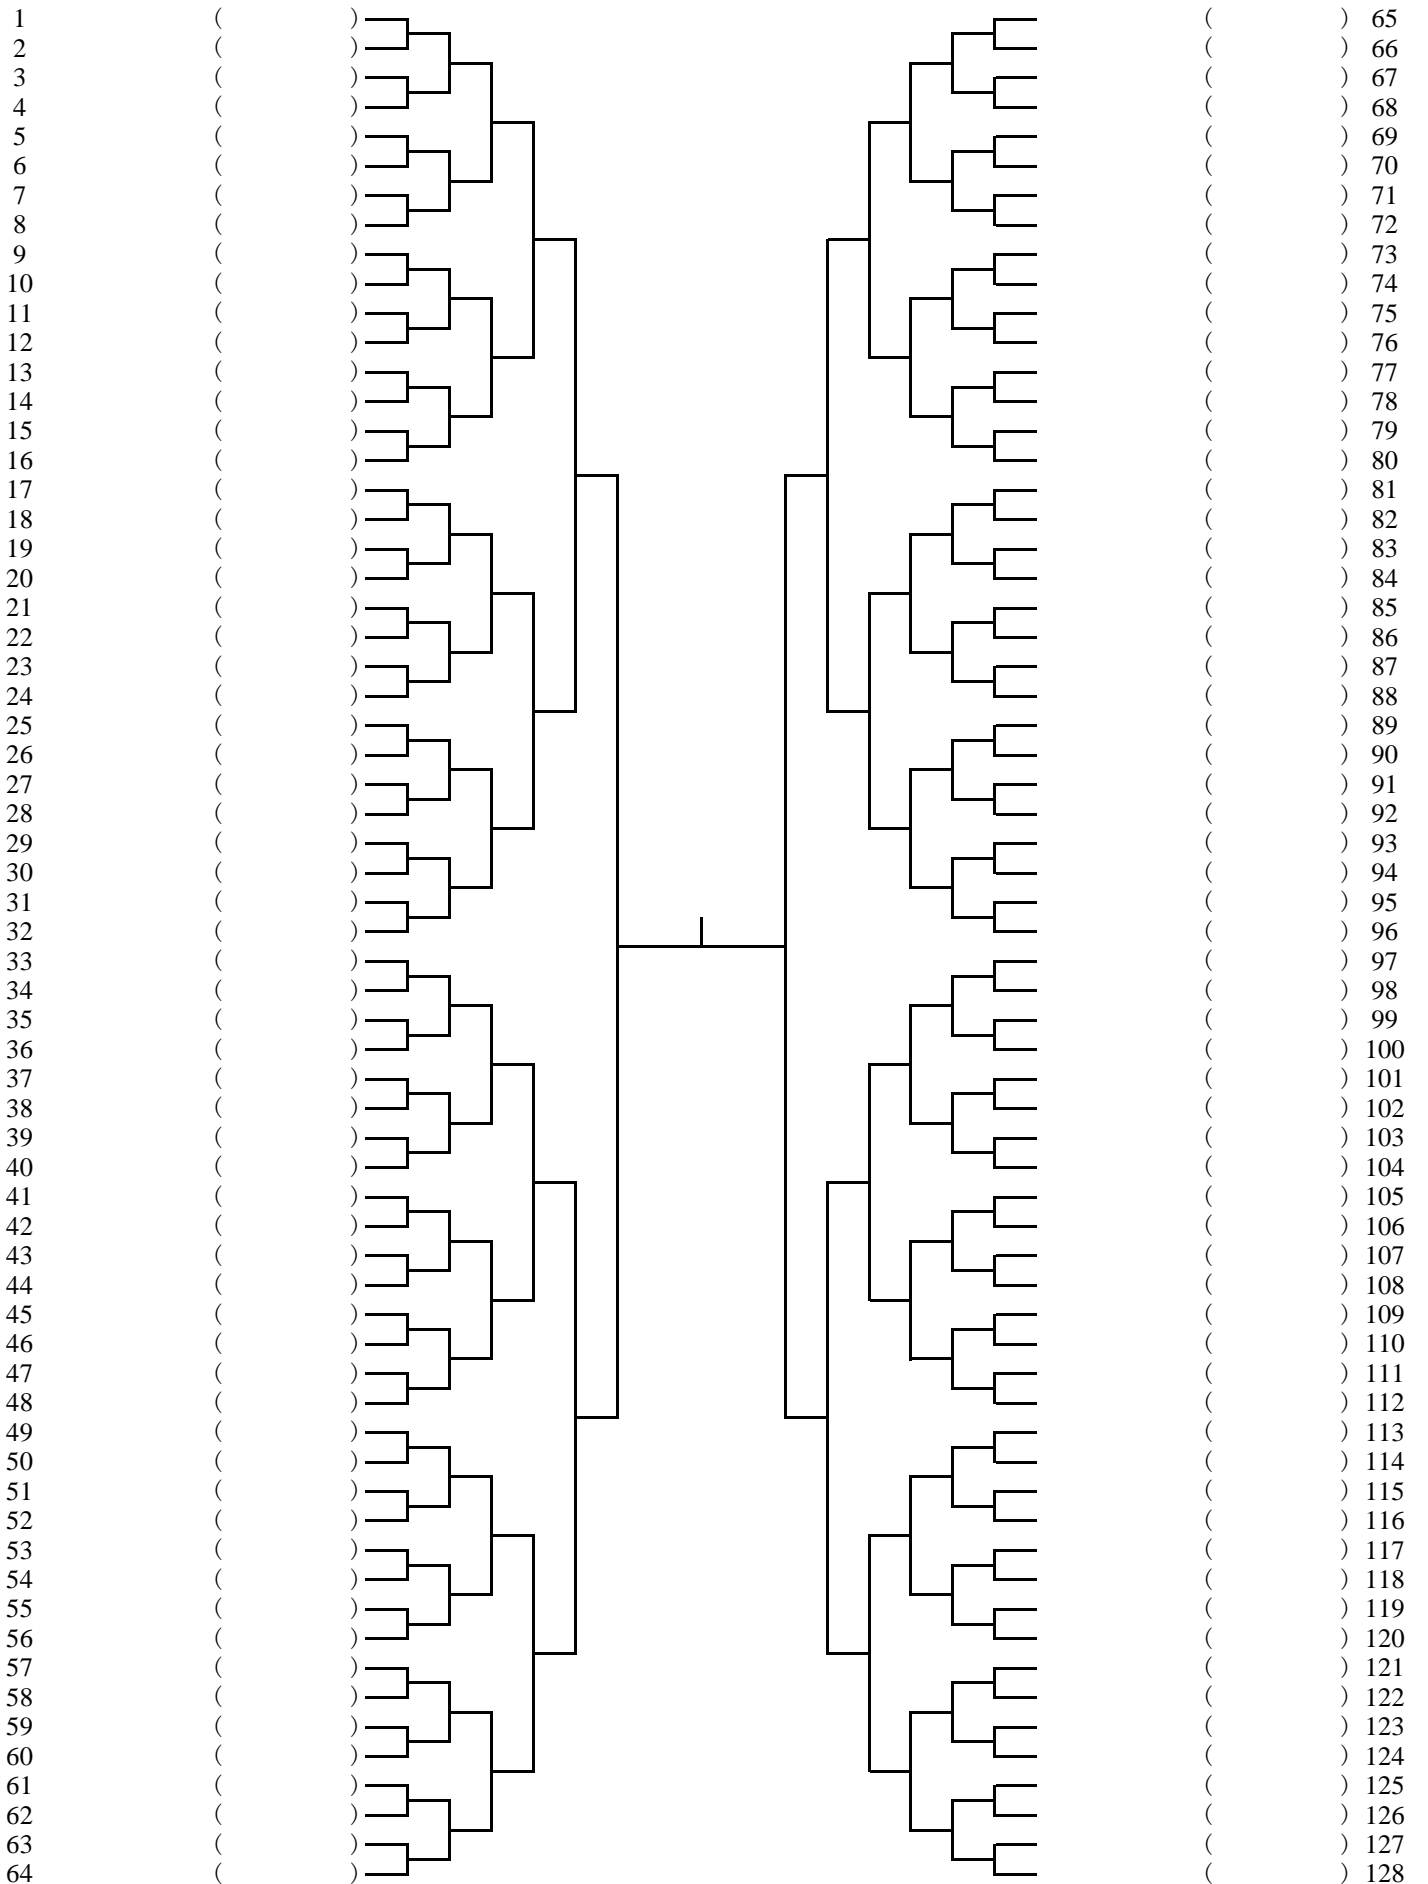 1 ( ) ( ) 65
2 ( ) ( ) 66
3 ( ) ( ) 67
4 ( ) ( ) 68
5 ( ) ( ) 69
6 ( ) ( ) 70
7 ( ) ( ) 71
8 ( ) ( ) 72
9 ( ) ( ) 73
10 ( ) ( ) 74
11 ( ) ( ) 75
12 ( ) ( ) 76
13 ( ) ( ) 77
14 ( ) ( ) 78
15 ( ) ( ) 79
16 ( ) ( ) 80
17 ( ) ( ) 81
18 ( ) ( ) 82
19 ( ) ( ) 83
20 ( ) ( ) 84
21 ( ) ( ) 85
22 ( ) ( ) 86
23 ( ) ( ) 87
24 ( ) ( ) 88
25 ( ) ( ) 89
26 ( ) ( ) 90
27 ( ) ( ) 91
28 ( ) ( ) 92
29 ( ) ( ) 93
30 ( ) ( ) 94
31 ( ) ( ) 95
32 ( ) ( ) 96
33 ( ) ( ) 97
34 ( ) ( ) 98
35 ( ) ( ) 99
36 ( ) ( ) 100
37 ( ) ( ) 101
38 ( ) ( ) 102
39 ( ) ( ) 103
40 ( ) ( ) 104
41 ( ) ( ) 105
42 ( ) ( ) 106
43 ( ) ( ) 107
44 ( ) ( ) 108
45 ( ) ( ) 109
46 ( ) ( ) 110
47 ( ) ( ) 111
48 ( ) ( ) 112
49 ( ) ( ) 113
50 ( ) ( ) 114
51 ( ) ( ) 115
52 ( ) ( ) 116
53 ( ) ( ) 117
54 ( ) ( ) 118
55 ( ) ( ) 119
56 ( ) ( ) 120
57 ( ) ( ) 121
58 ( ) ( ) 122
59 ( ) ( ) 123
60 ( ) ( ) 124
61 ( ) ( ) 125
62 ( ) ( ) 126
63 ( ) ( ) 127
64 ( ) ( ) 128